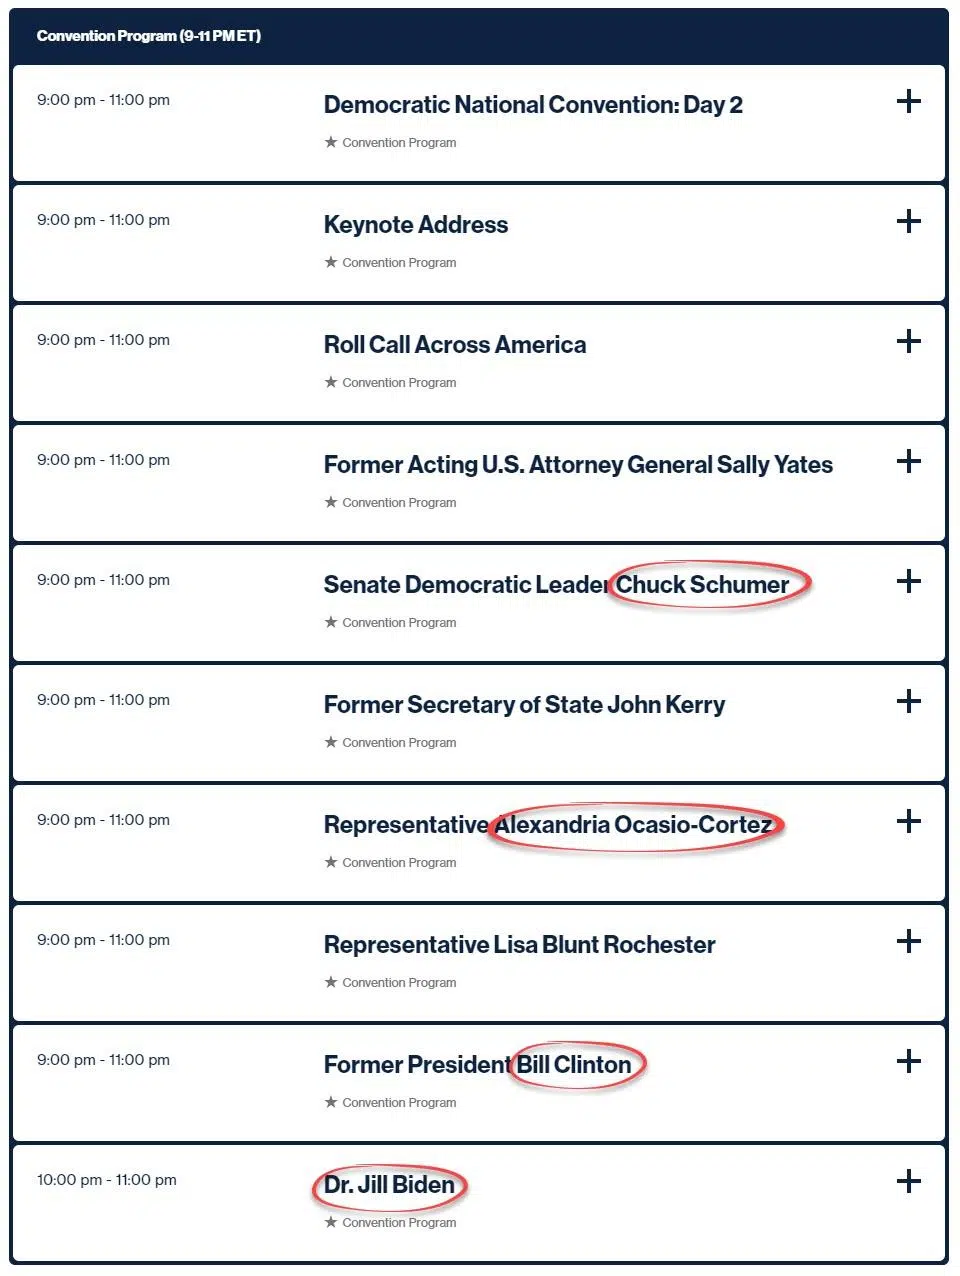 Convention Program (9-11 PM ET)
9:00 pm - 11:00 pm
Democratic National Convention: Day 2
★ Convention Program
9:00 pm - 11:00 pm
Keynote Address
★ Convention Program
9:00 pm - 11:00 pm
Roll Call Across America
★ Convention Program
9:00 pm - 11:00 pm
Former Acting U.S. Attorney General Sally Yates
★ Convention Program
9:00 pm - 11:00 pm
Senate Democratic Leader Chuck Schumer
★ Convention Program
9:00 pm - 11:00 pm
Former Secretary of State John Kerry
★ Convention Program
9:00 pm - 11:00 pm
Representative Alexandria Ocasio-Cortez
★ Convention Program
9:00 pm - 11:00 pm
Representative Lisa Blunt Rochester
★ Convention Program
9:00 pm - 11:00 pm
Former President Bill Clinton
★ Convention Program
10:00 pm - 11:00 pm
Dr. Jill Biden
★ Convention Program